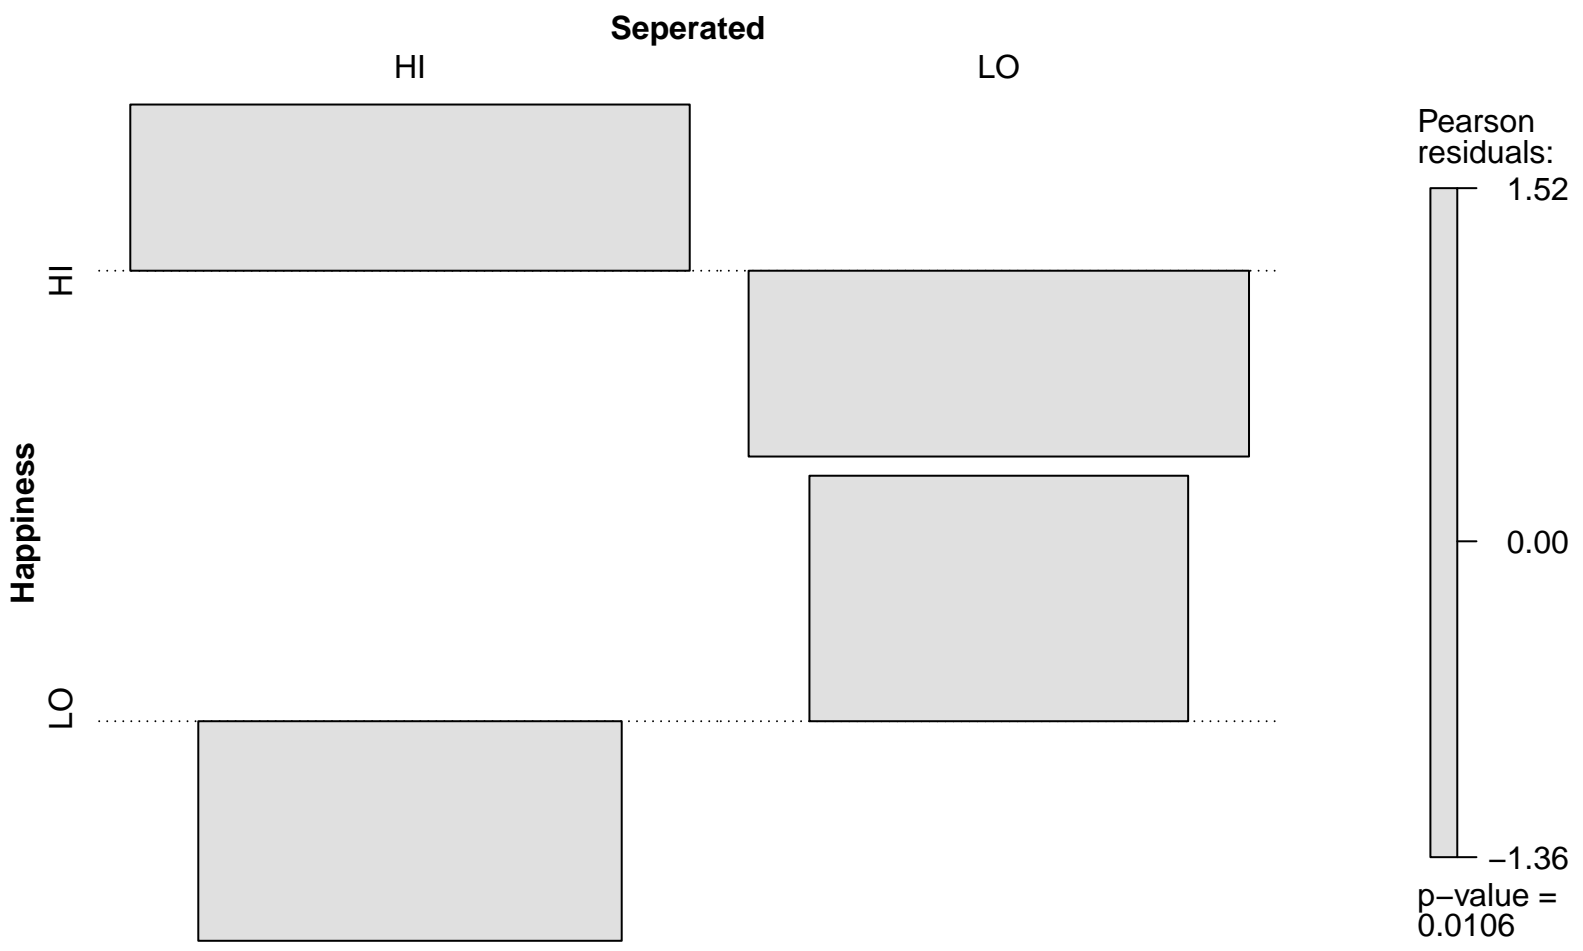 Seperated
HI LO
HI
Happiness
LO
Pearson
residuals:
1.52
0.00
−1.36
p−value =
0.0106